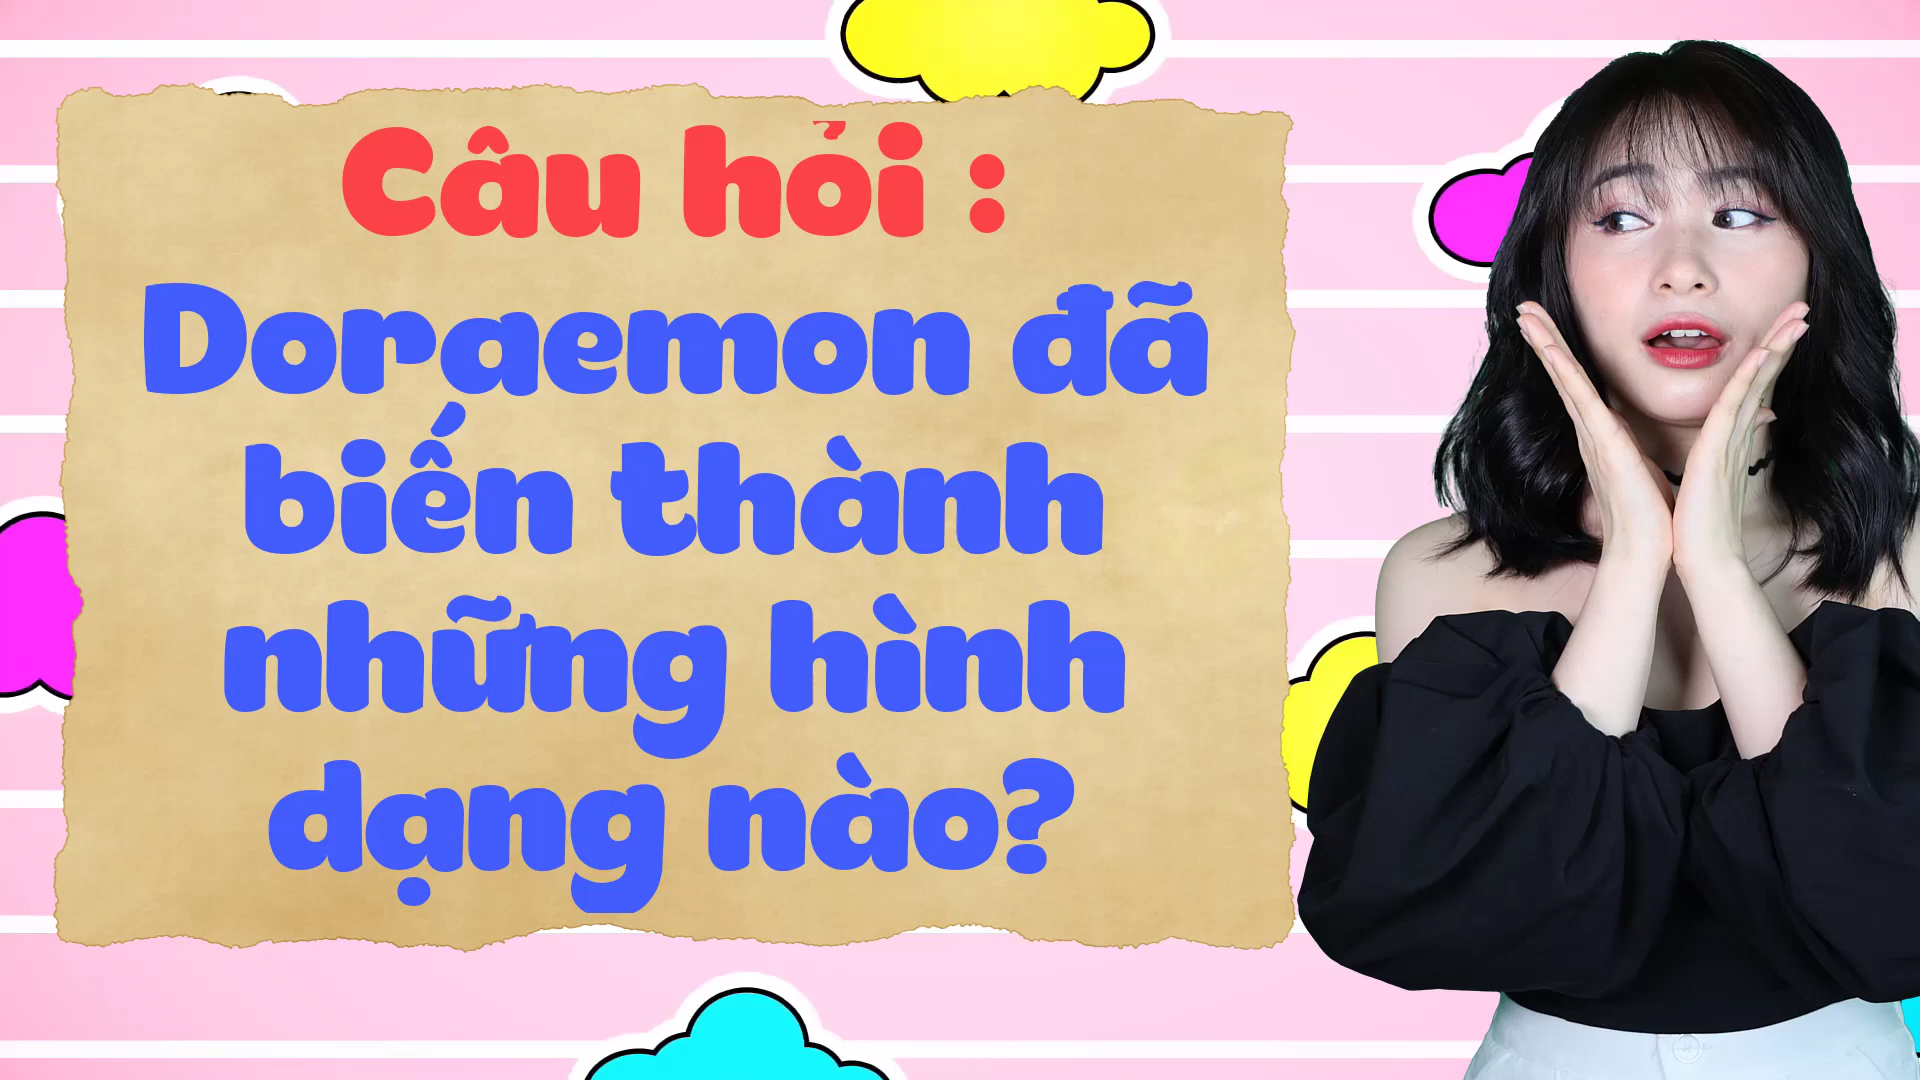 Câu hỏi :
Doraemon đã
biến thành
những hình
dạng nào?